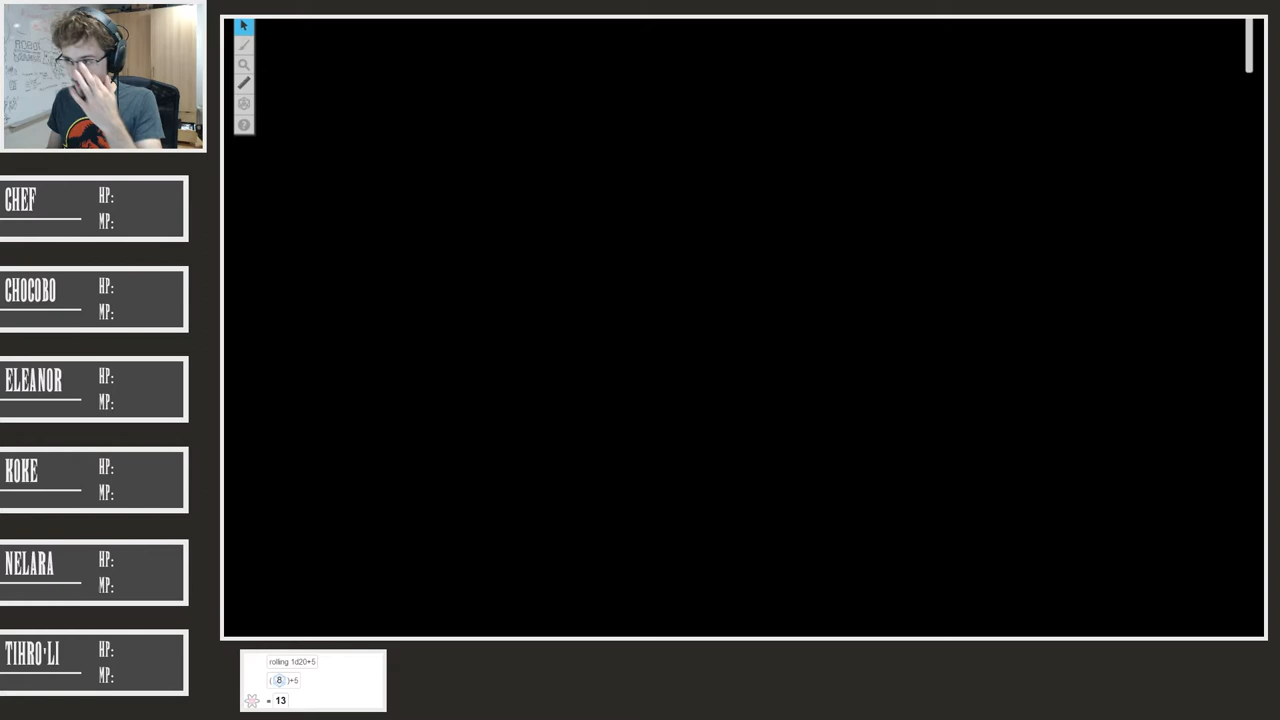 CHEF
HP:
MP:
CHOCOBO
HP:
MP:
ELEANOR
HP:
MP:
KOKE
HP:
MP:
NELARA
HP:
MP:
TIHRO'LI
HP:
MP:
rolling 1d20+5
(8)+5
= 13